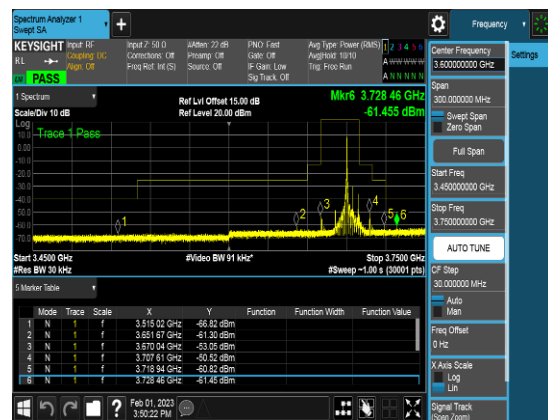 Spectrum Analyzer 1
Swept SA
Frequency
KEYSIGHT
Input: RF
Coupling: DC
Align: Off
Input Z: 50 Ω
Corrections: Off
Freq Ref: Int (S)
#Atten: 22 dB
Preamp: Off
Source: Off
PNO: Fast
Gate: Off
IF Gain: Low
Sig Track: Off
Avg Type: Power (RMS)
Avg|Hold: 10/10
Trig: Free Run
1 2 3 4 5 6
A W W W W W
A N N N N N
R L
PASS
1 Spectrum
Scale/Div 10 dB
Ref Lvl Offset 15.00 dB
Ref Level 20.00 dBm
Mkr6 3.728 46 GHz
-61.455 dBm
Log
Trace 1 Pass
10.0
0.00
-10.0
-20.0
-30.0
-40.0
-50.0
-60.0
-70.0
1
2
3
4
5
6
Start 3.4500 GHz
#Res BW 30 kHz
#Video BW 91 kHz*
Stop 3.7500 GHz
#Sweep ~1.00 s (30001 pts)
5 Marker Table
Mode Trace Scale X Y Function Function Width Function Value
1 N 1 f 3.515 02 GHz -66.82 dBm
2 N 1 f 3.651 67 GHz -61.30 dBm
3 N 1 f 3.670 04 GHz -53.05 dBm
4 N 1 f 3.707 61 GHz -50.52 dBm
5 N 1 f 3.718 94 GHz -60.82 dBm
6 N 1 f 3.728 46 GHz -61.45 dBm
Feb 01, 2023
3:50:22 PM
Center Frequency
3.600000000 GHz
Settings
Span
300.000000 MHz
Swept Span
Zero Span
Full Span
Start Freq
3.450000000 GHz
Stop Freq
3.750000000 GHz
AUTO TUNE
CF Step
30.000000 MHz
Auto
Man
Freq Offset
0 Hz
X Axis Scale
Log
Lin
Signal Track
(Span Zoom)